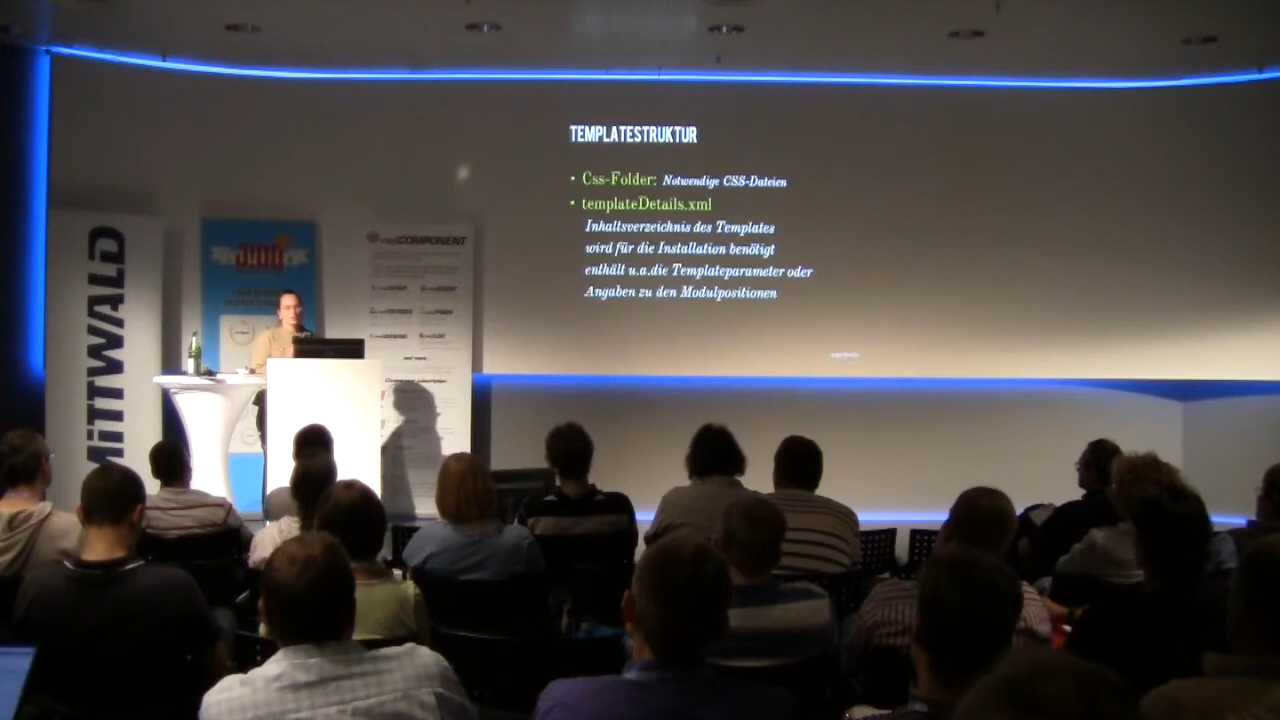 TEMPLATESTRUKTUR
• Css-Folder: Notwendige CSS-Dateien
• templateDetails.xml
Inhaltsverzeichnis des Templates
wird für die Installation benötigt
enthält u.a.die Templateparameter oder
Angaben zu den Modulpositionen
MITTWALD
COMPONENT